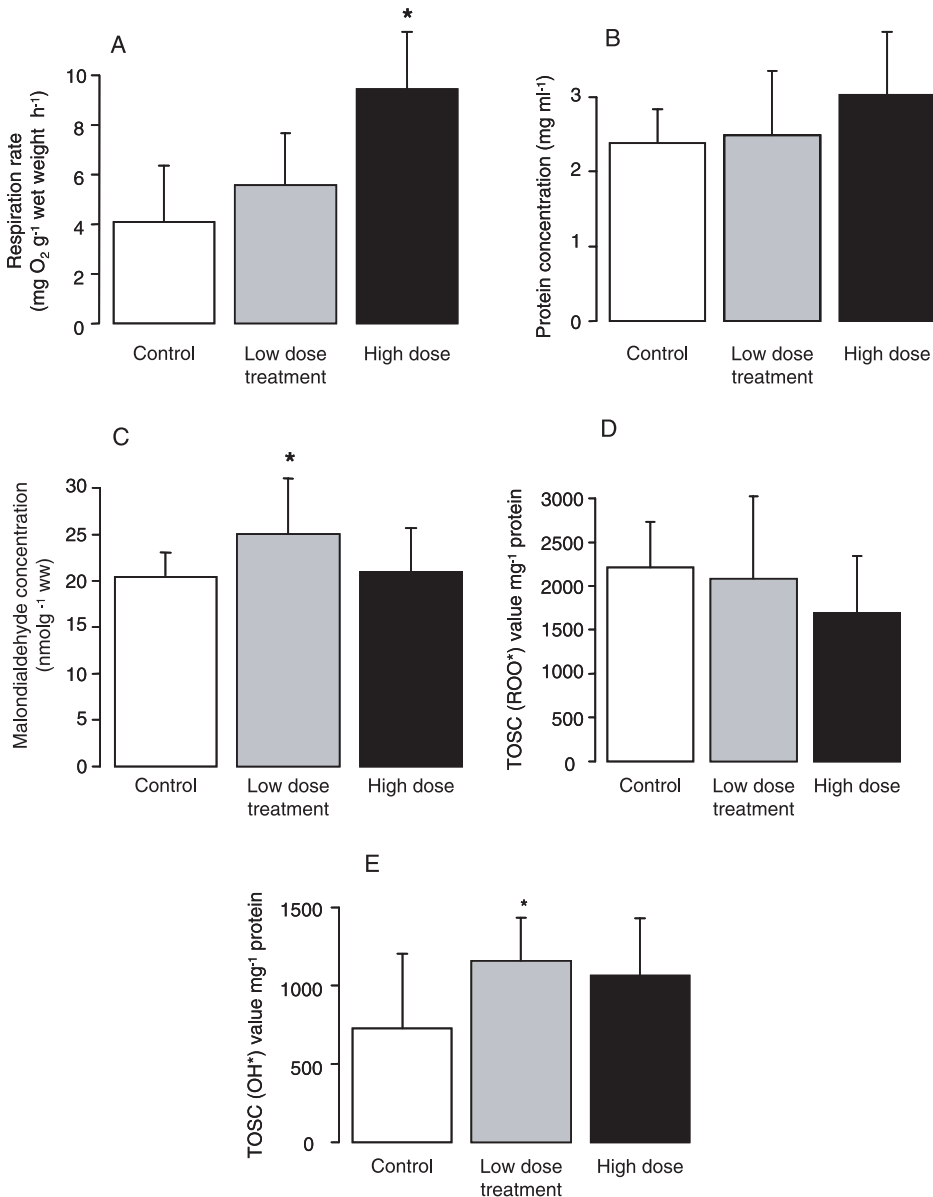 A
*
Respiration rate
(mg O₂ g⁻¹ wet weight h⁻¹)
10
8
6
4
2
0
Control
Low dose
treatment
High dose
B
Protein concentration (mg ml⁻¹)
3
2
1
0
Control
Low dose
treatment
High dose
C
*
Malondialdehyde concentration
(nmolg ⁻¹ ww)
30
25
20
15
10
5
0
Control
Low dose
treatment
High dose
D
TOSC (ROO*) value mg⁻¹ protein
3000
2500
2000
1500
1000
500
0
Control
Low dose
treatment
High dose
E
*
TOSC (OH*) value mg⁻¹ protein
1500
1000
500
0
Control
Low dose
treatment
High dose